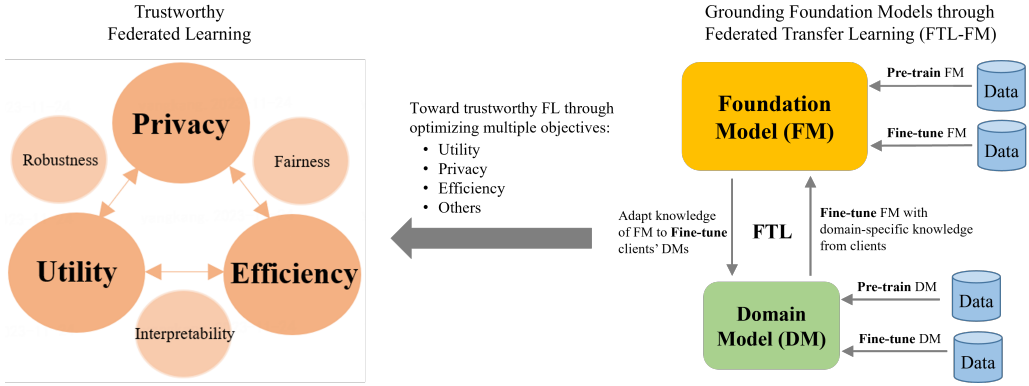 Trustworthy
Federated Learning
Privacy
Robustness
Fairness
Utility
Efficiency
Interpretability
Toward trustworthy FL through
optimizing multiple objectives:
• Utility
• Privacy
• Efficiency
• Others
Grounding Foundation Models through
Federated Transfer Learning (FTL-FM)
Foundation
Model (FM)
Pre-train FM
Data
Fine-tune FM
Data
Adapt knowledge
of FM to Fine-tune
clients’ DMs
FTL
Fine-tune FM with
domain-specific knowledge
from clients
Domain
Model (DM)
Pre-train DM
Data
Fine-tune DM
Data